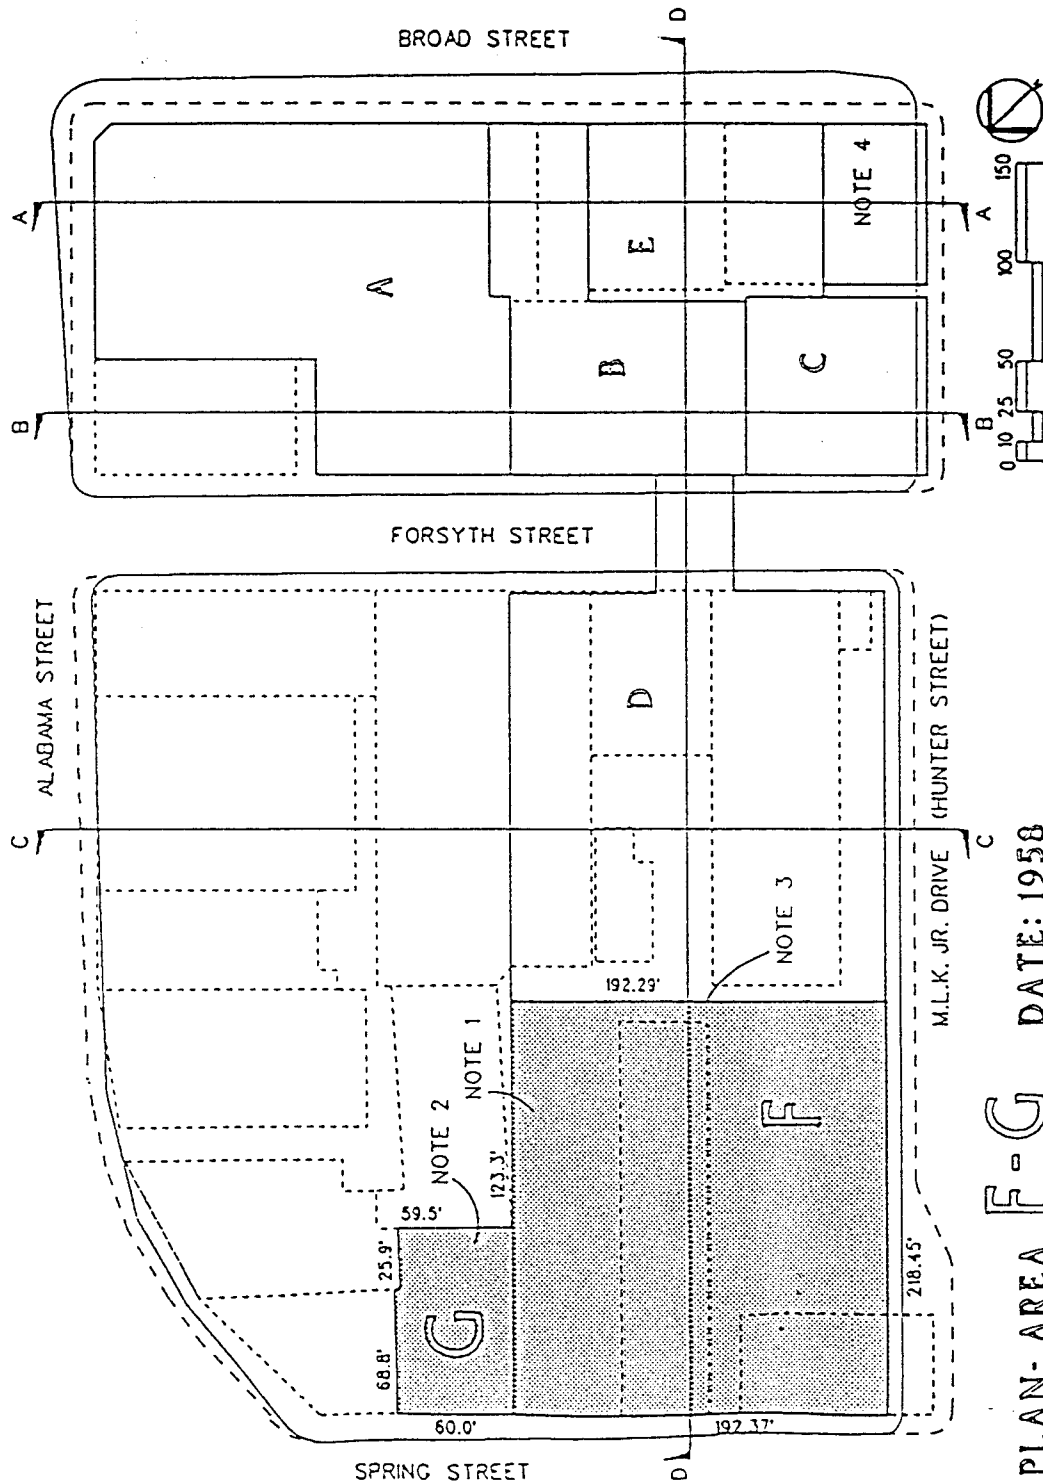 BROAD STREET
D
A
A
NOTE 4
E
A
B
C
B
B
0 10 25 50 100 150
FORSYTH STREET
ALABAMA STREET
D
C
C
NOTE 3
192.29'
M.L.K. JR. DRIVE (HUNTER STREET)
NOTE 1
NOTE 2
123.3'
59.5'
25.9'
68.8'
G
F
60.0'
192.37'
218.45'
SPRING STREET
D
PLAN- AREA F-G DATE: 1958